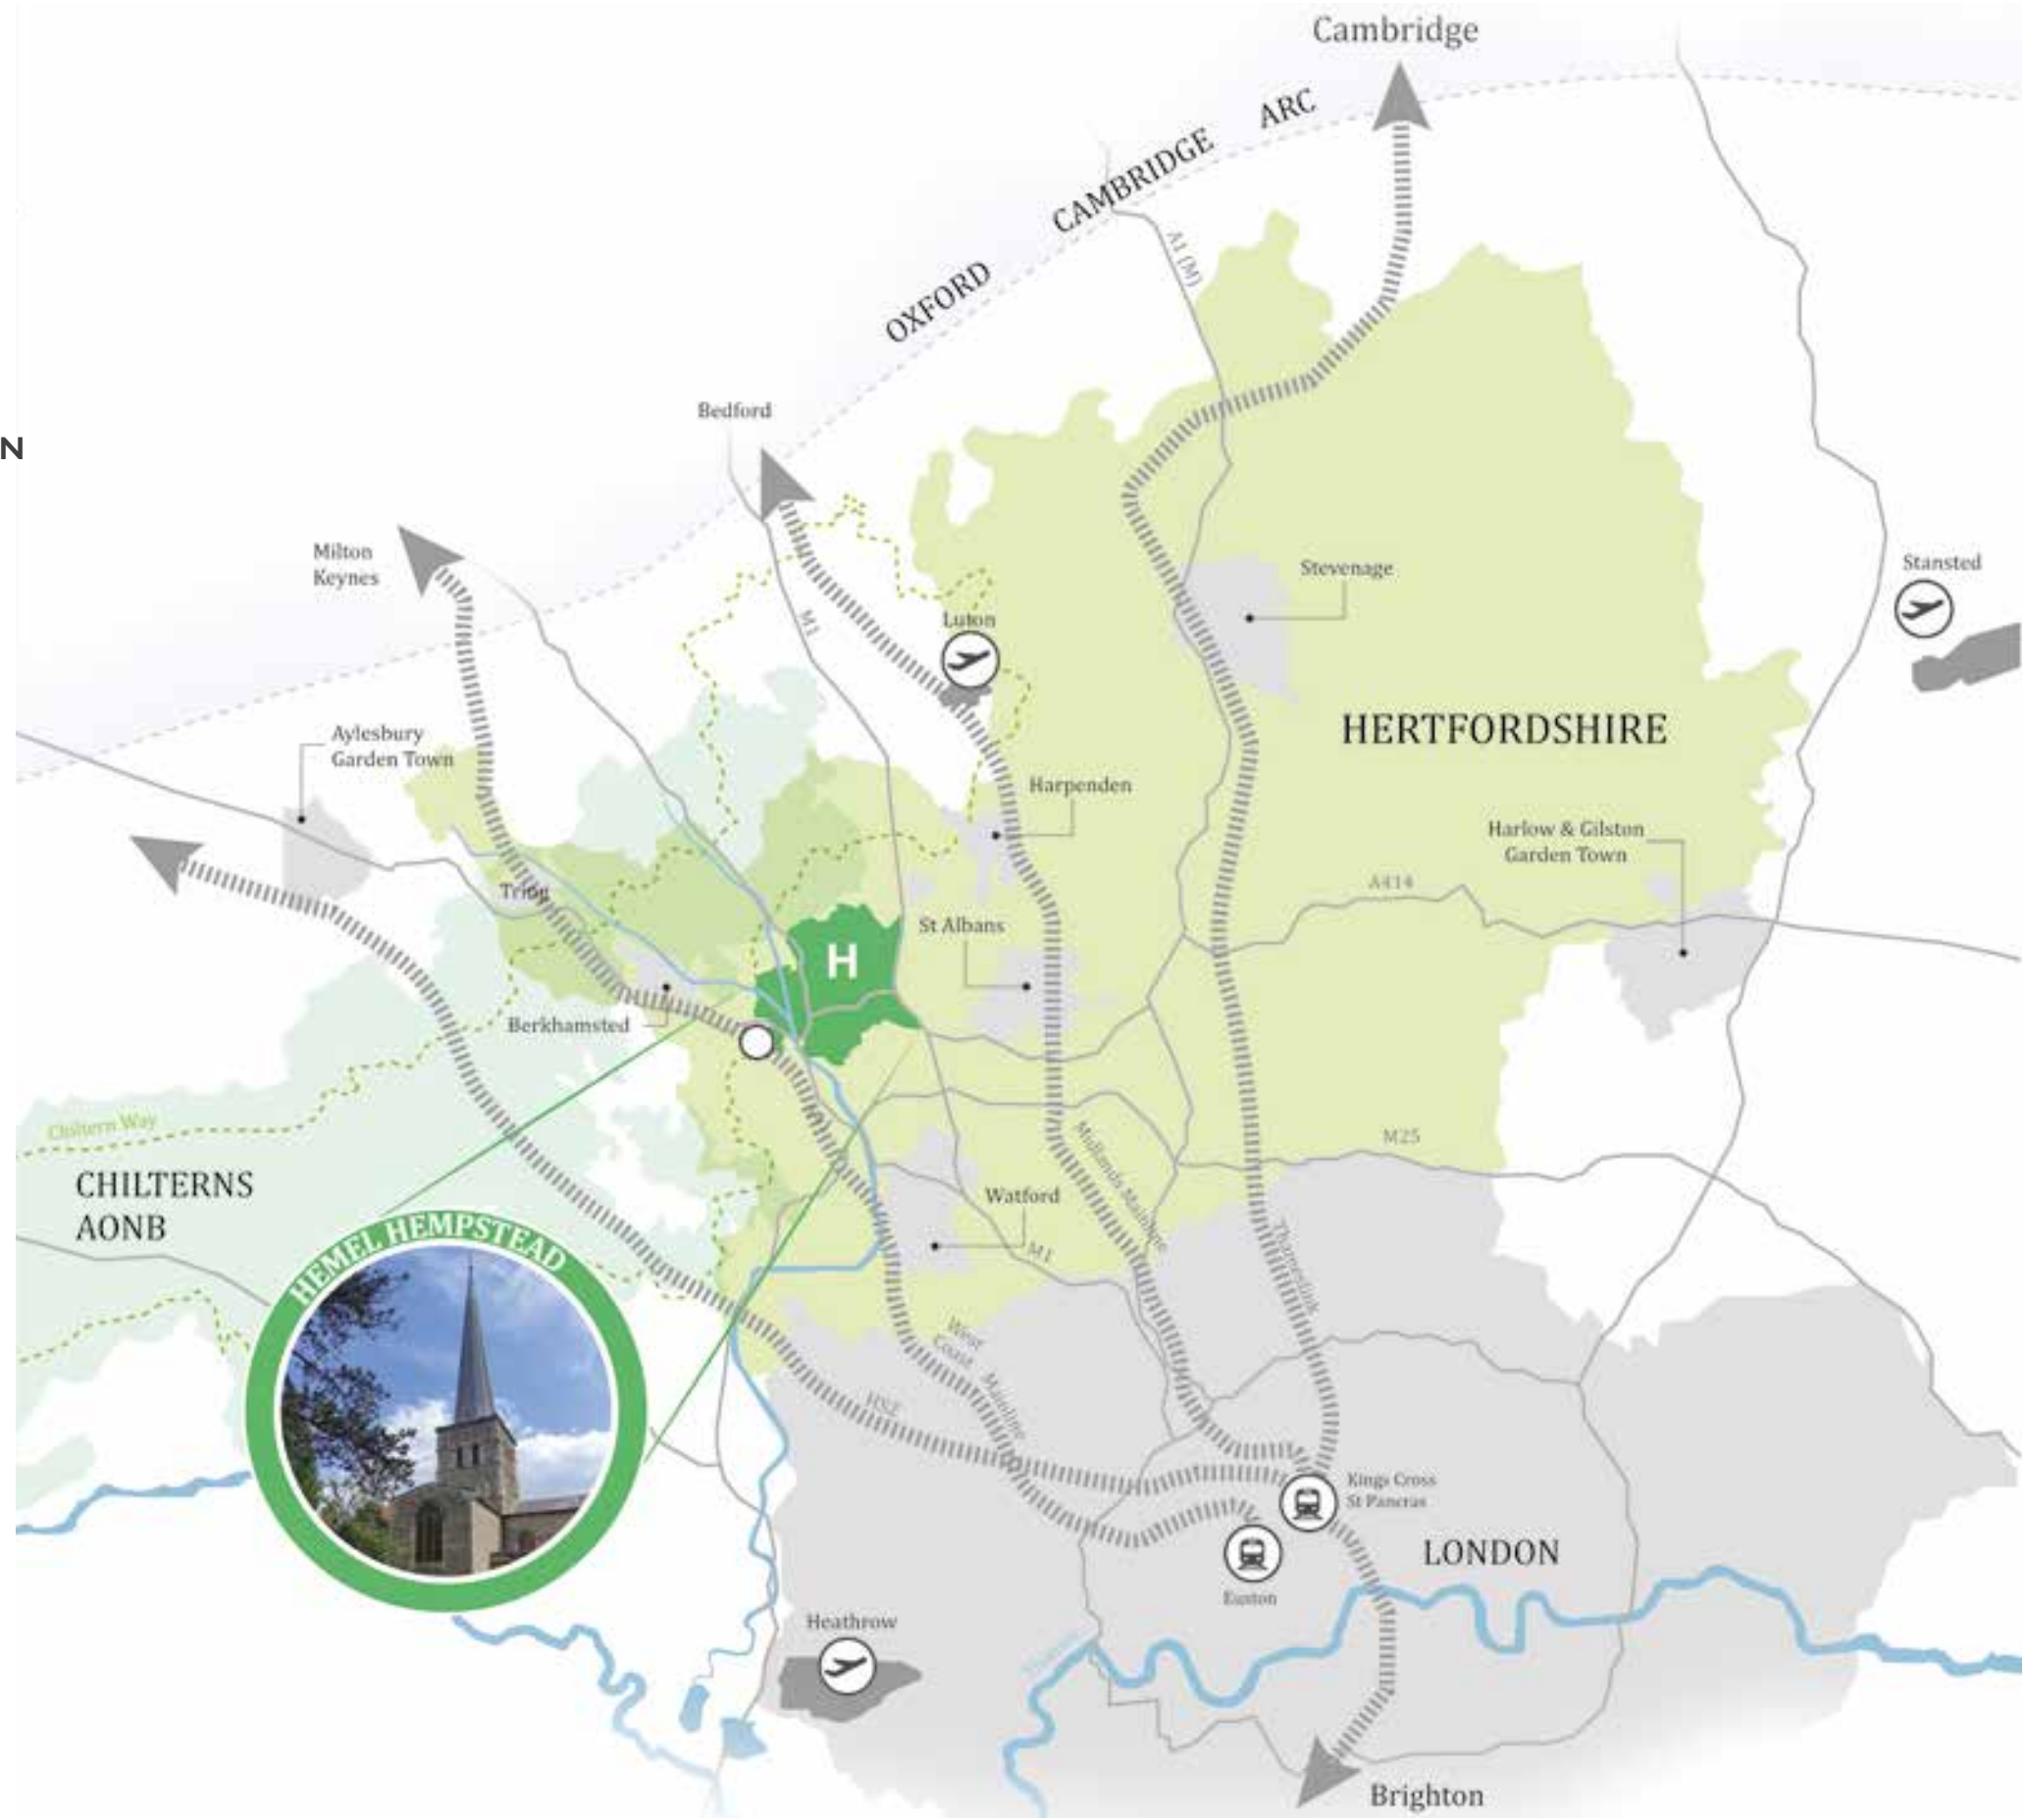 Cambridge
OXFORD CAMBRIDGE ARC
A1 (M)
Bedford
N
Milton
Keynes
M1
Luton
Stevenage
Stansted
HERTFORDSHIRE
Aylesbury
Garden Town
Harpenden
Harlow & Gilston
Garden Town
A414
Tring
H
St Albans
Berkhamsted
Chiltern Way
M25
Midlands Mainline
CHILTERNS
AONB
Watford
M1
HEMEL HEMPSTEAD
Thameslink
West
Coast
Mainline
HS2
Kings Cross
St Pancras
LONDON
Euston
Heathrow
Brighton